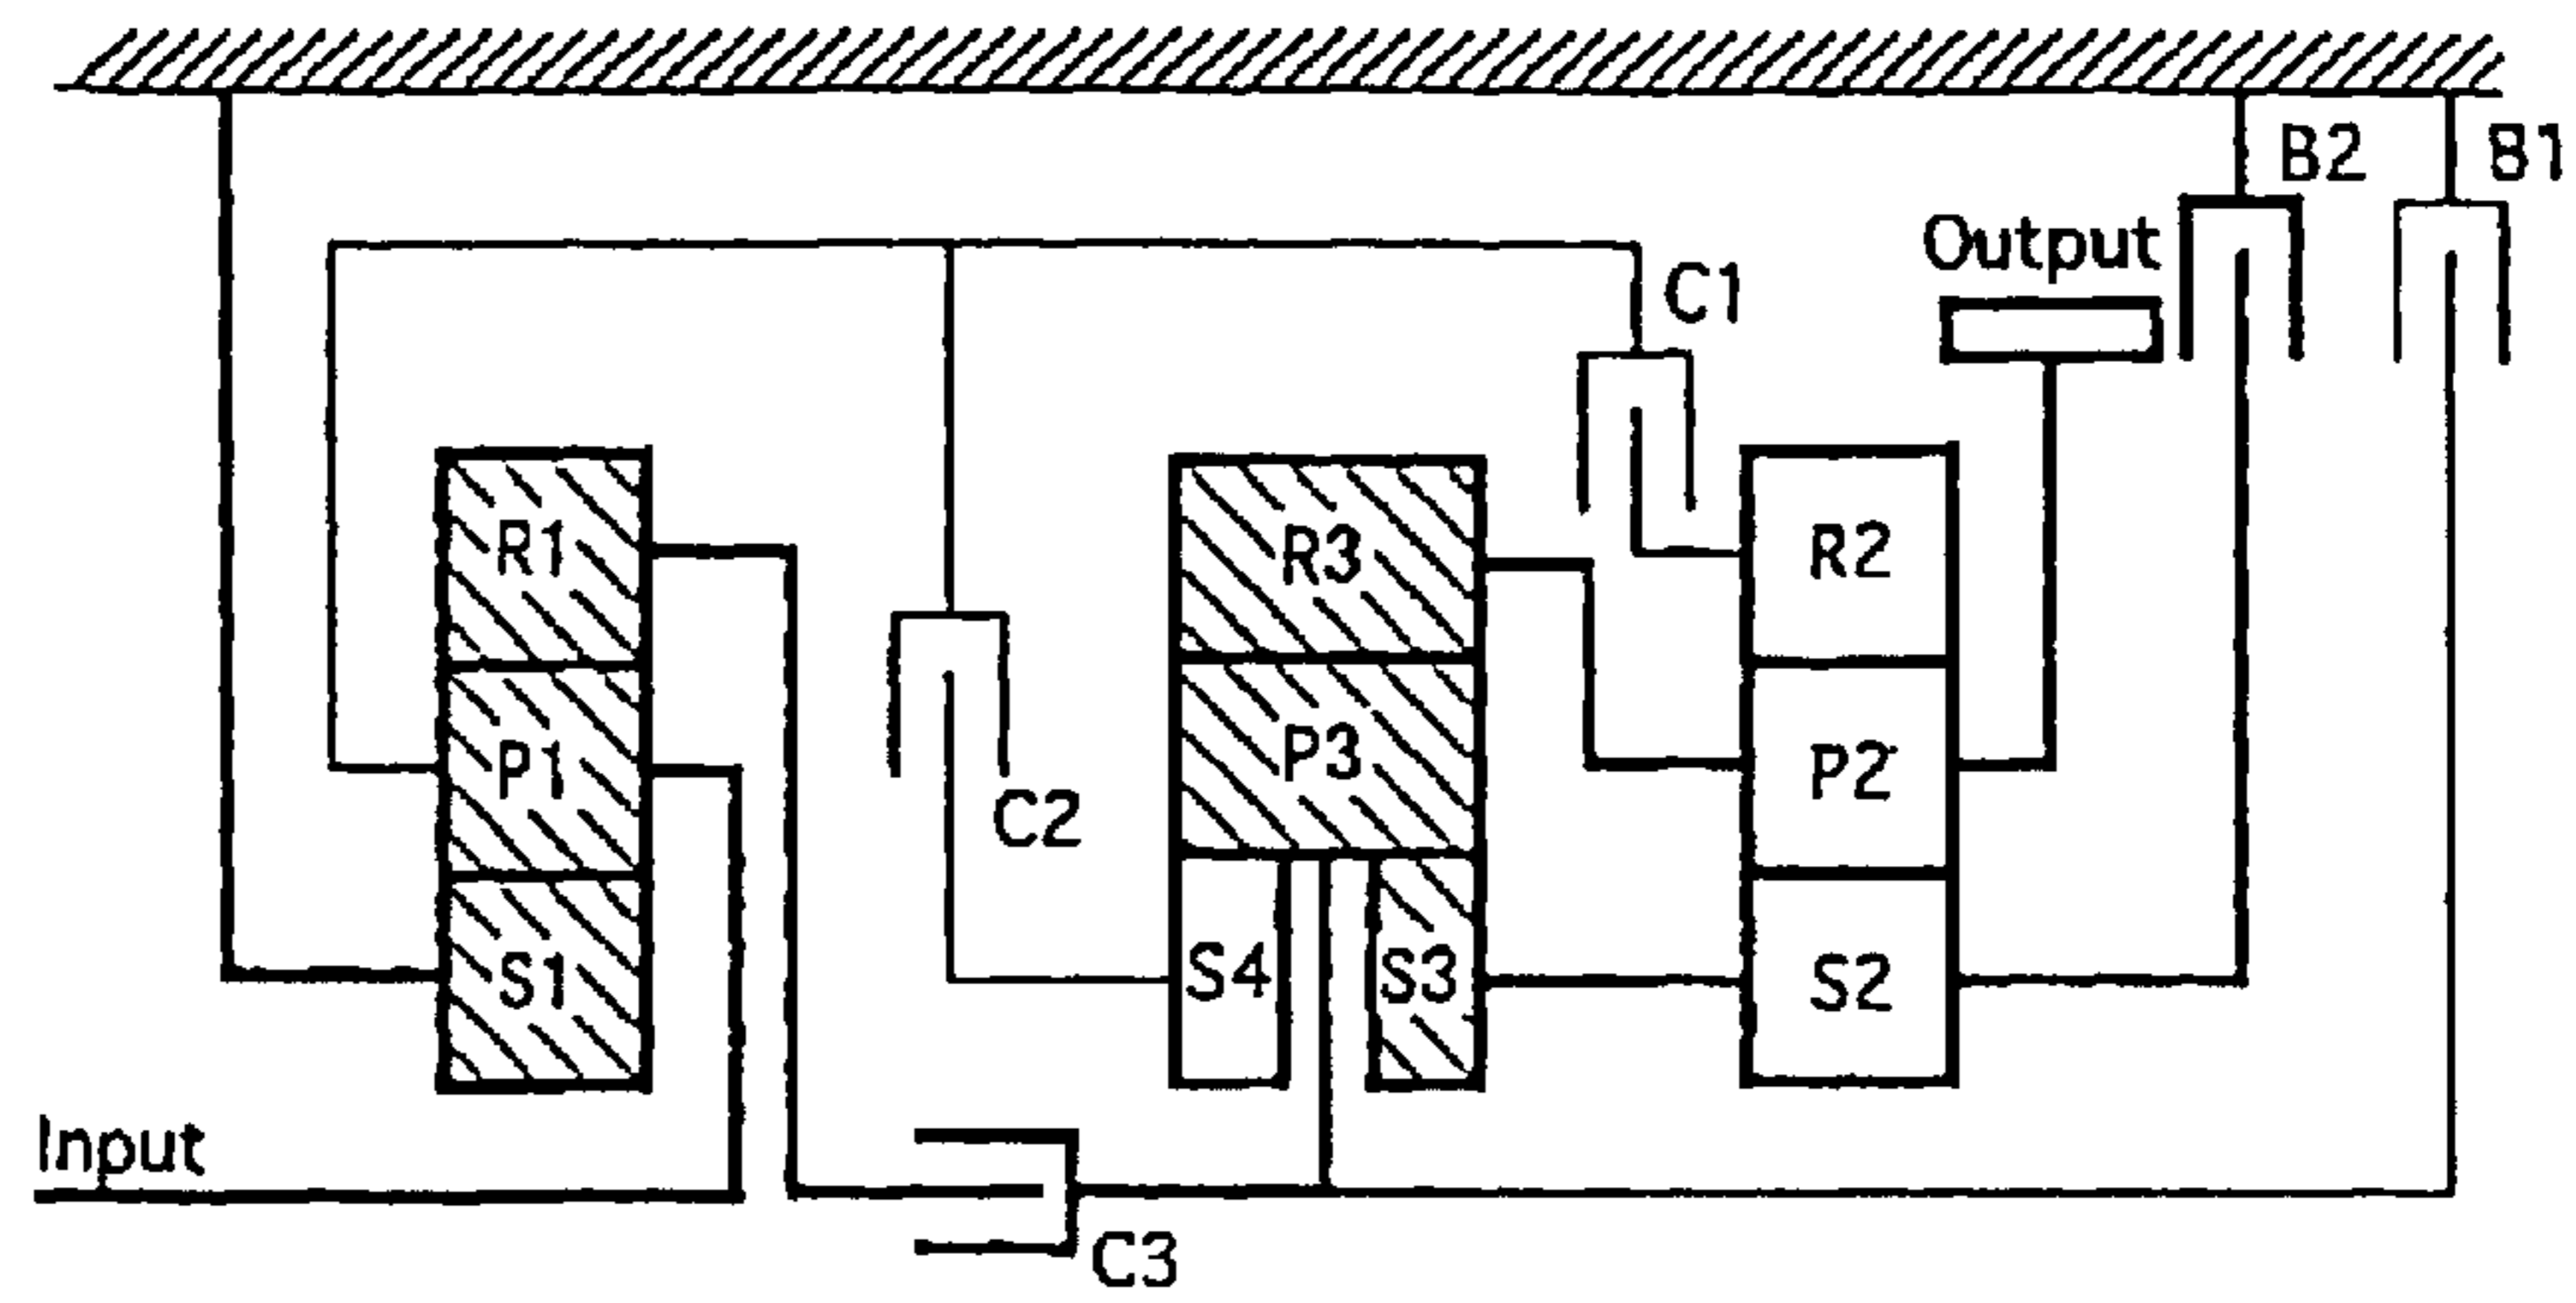 B2
B1
Output
C1
R1
R3
R2
P1
P3
P2
C2
S1
S4
S3
S2
Input
C3